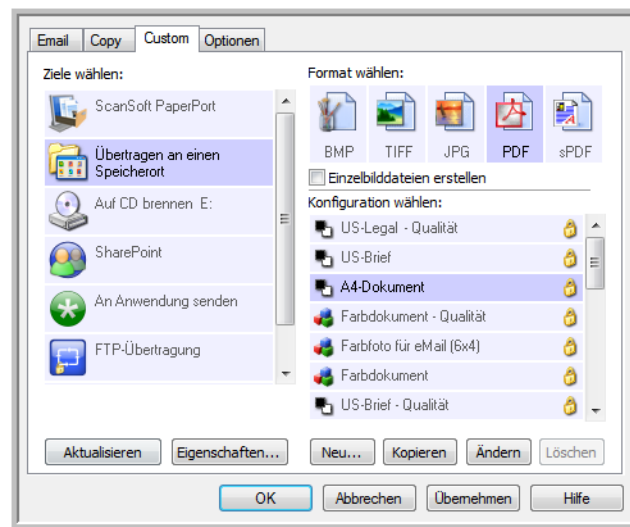 Email Copy Custom Optionen
Ziele wählen:
ScanSoft PaperPort
Übertragen an einen
Speicherort
Auf CD brennen E:
SharePoint
An Anwendung senden
FTP-Übertragung
Aktualisieren Eigenschaften...
Format wählen:
BMP TIFF JPG PDF sPDF
Einzelbilddateien erstellen
Konfiguration wählen:
US-Legal - Qualität
US-Brief
A4-Dokument
Farbdokument - Qualität
Farbfoto für eMail (6x4)
Farbdokument
US-Brief - Qualität
Neu... Kopieren Ändern Löschen
OK Abbrechen Übernehmen Hilfe